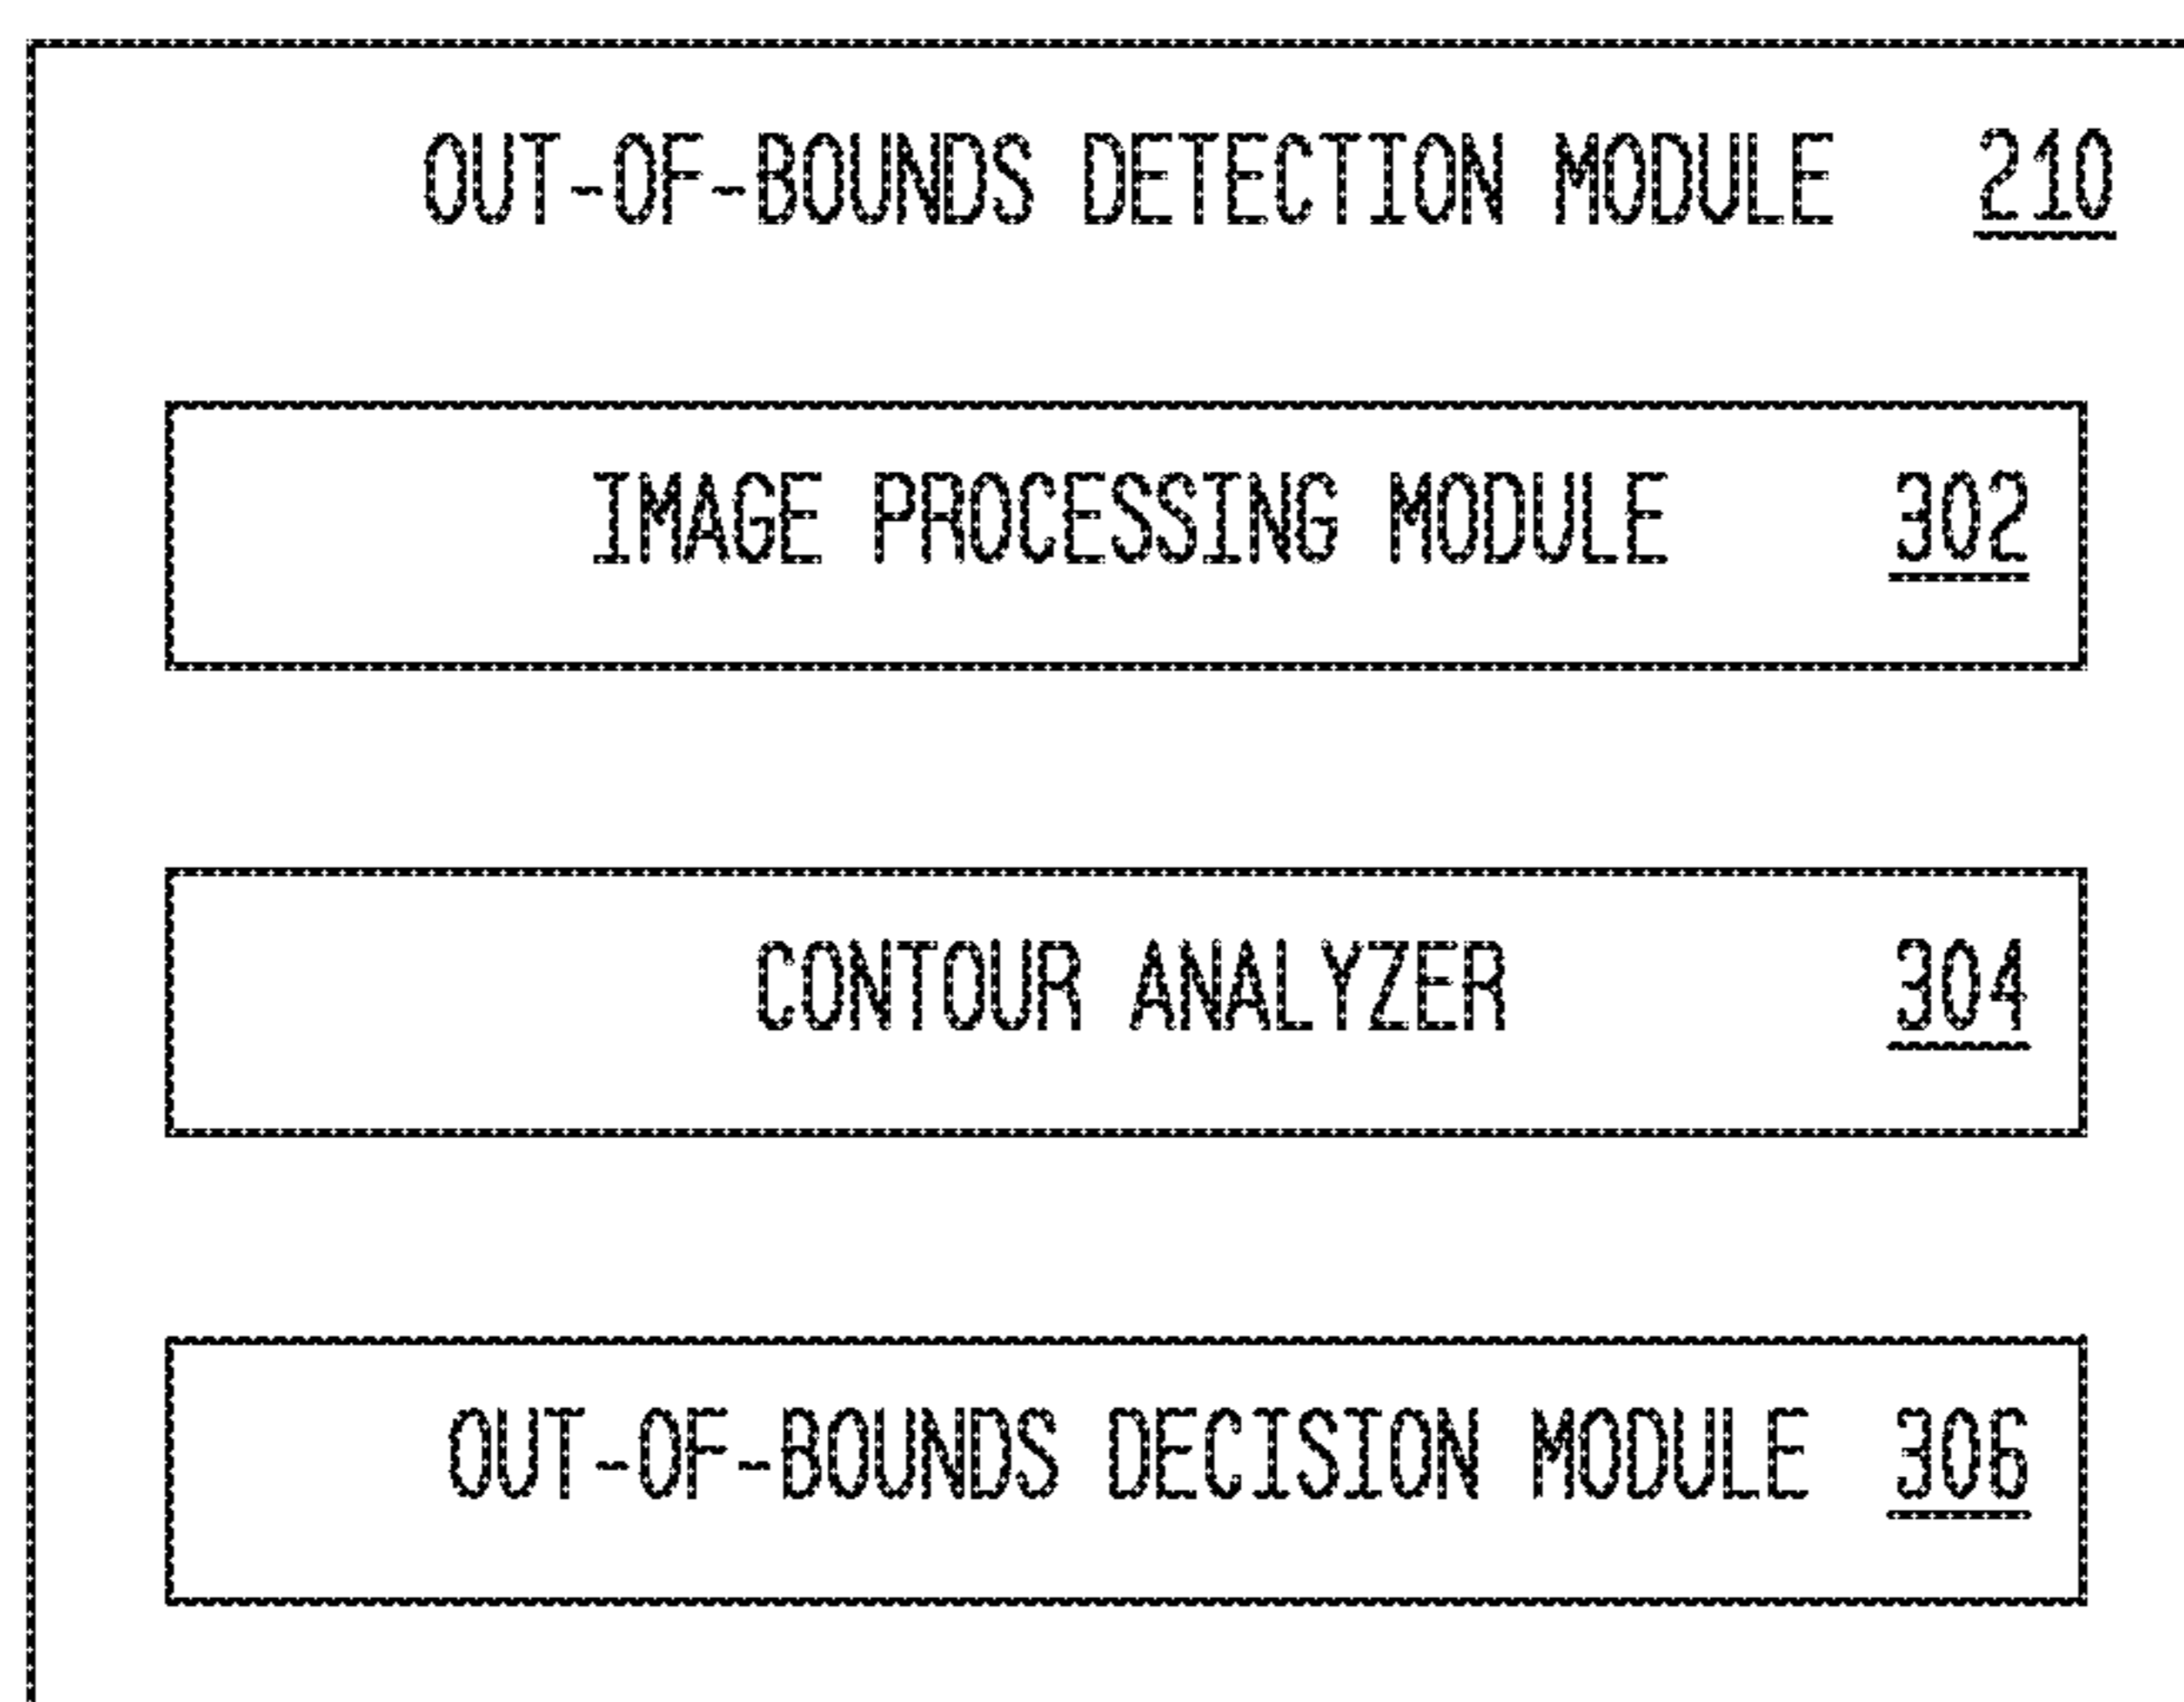 OUT-OF-BOUNDS DETECTION MODULE 210
IMAGE PROCESSING MODULE 302
CONTOUR ANALYZER 304
OUT-OF-BOUNDS DECISION MODULE 306